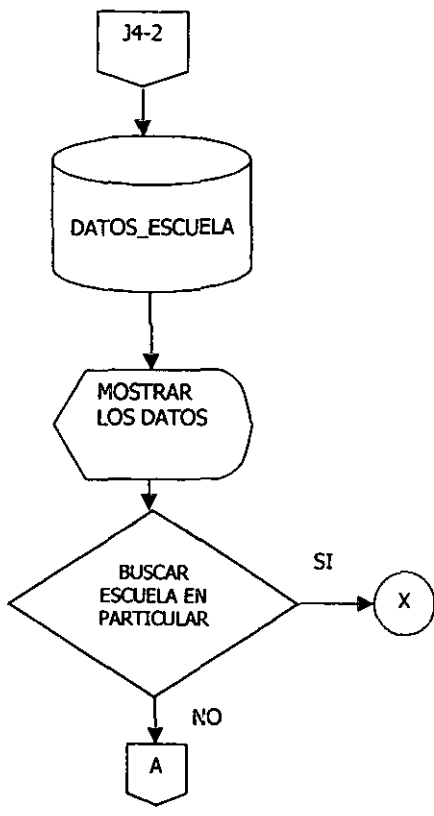 J4-2
DATOS_ESCUELA
MOSTRAR
LOS DATOS
BUSCAR
ESCUELA EN
PARTICULAR
SI
X
NO
A